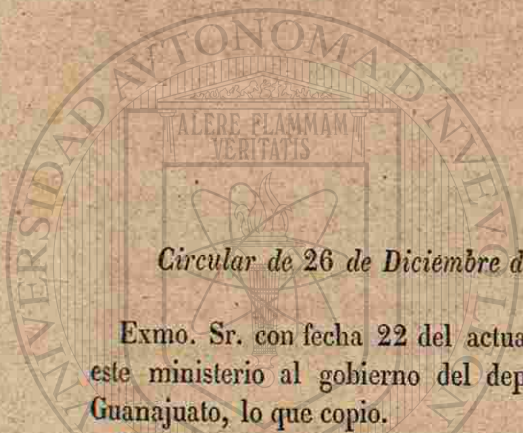 UNIVERSIDAD AUTONOMA DE NUEVO
ALERE FLAMMAM
VERITATIS
Circular de 26 de Diciembre d
Exmo. Sr. con fecha 22 del actua
este ministerio al gobierno del dep
Guanajuato, lo que copio.